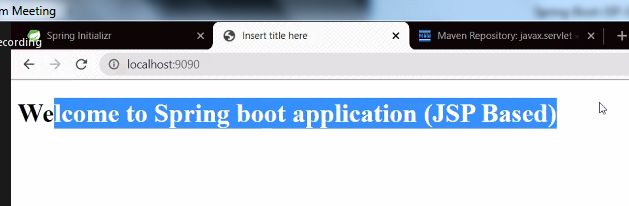 m Meeting
ecording
Spring Initializr
Insert title here
Maven Repository: javax.servlet
localhost:9090
Welcome to Spring boot application (JSP Based)